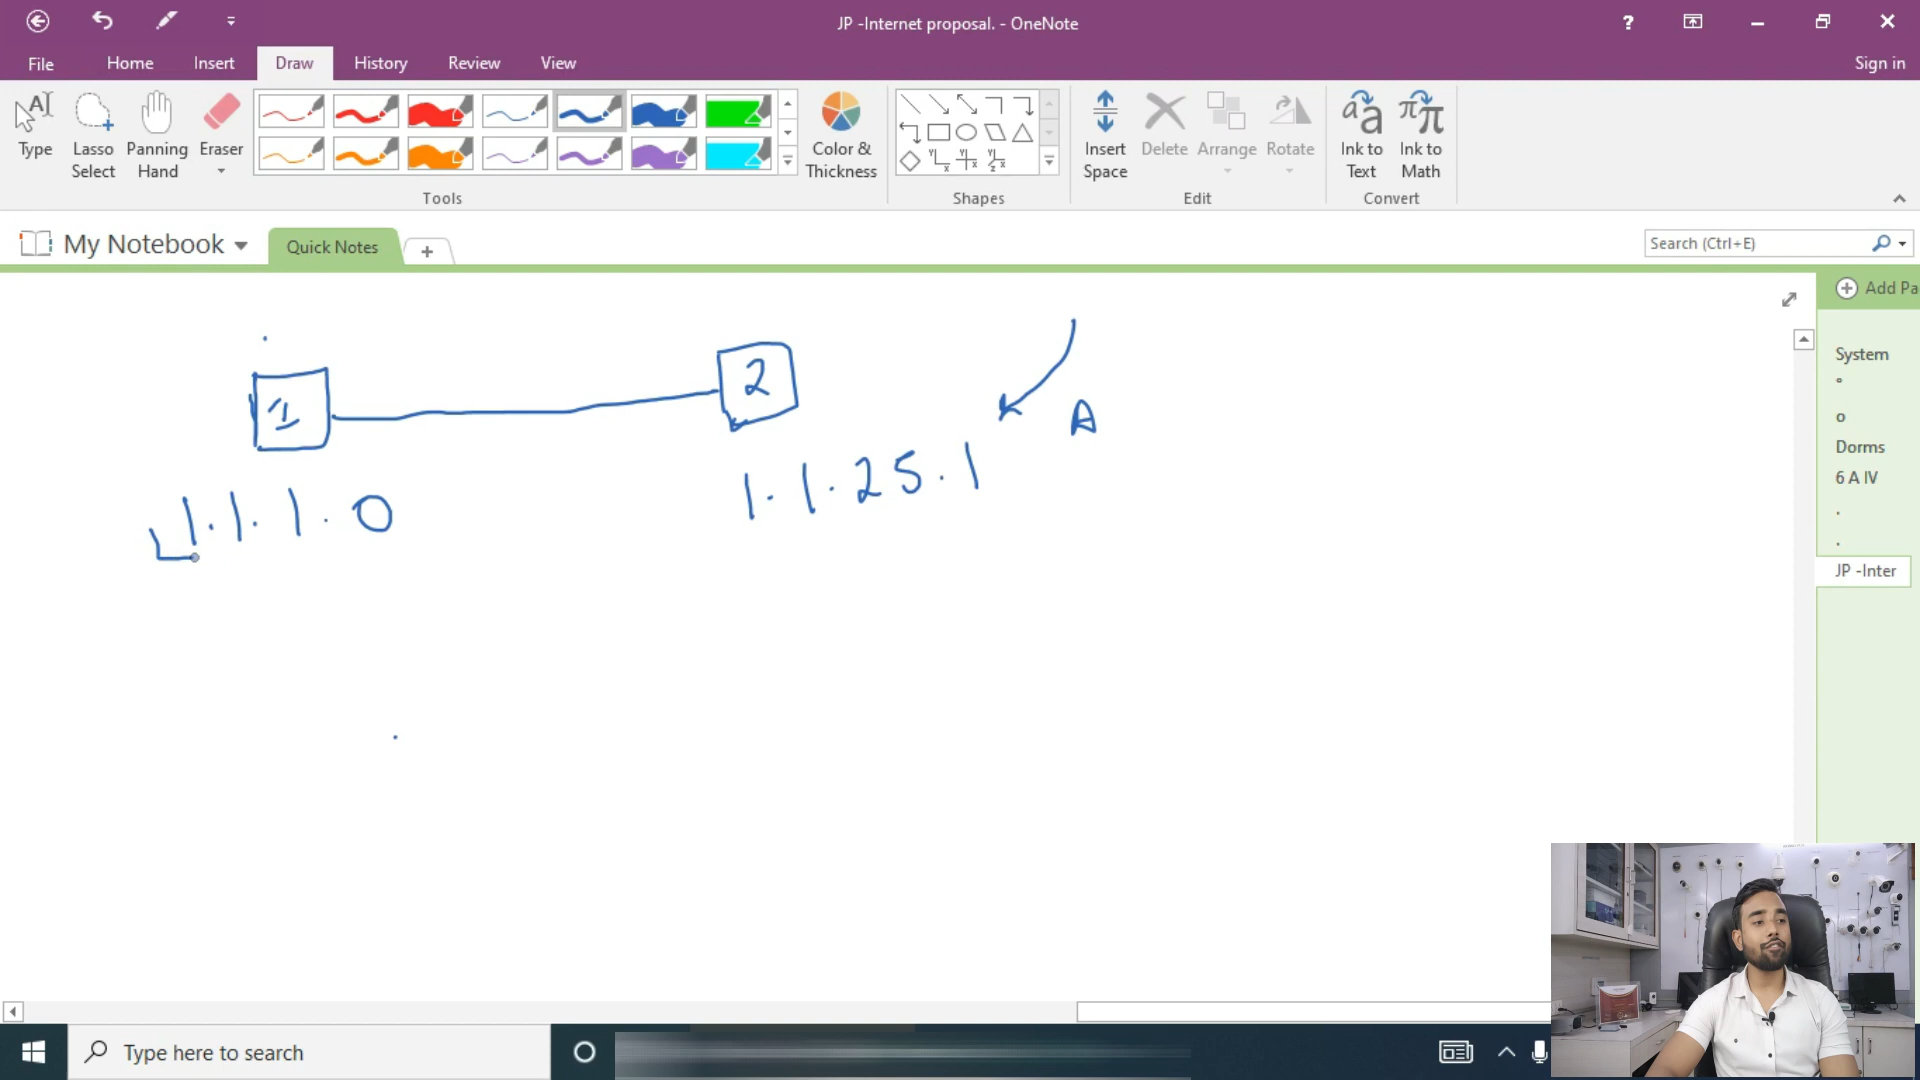 JP -Internet proposal. - OneNote
?
File
Home
Insert
Draw
History
Review
View
Sign in
Type
Lasso Select
Panning Hand
Eraser
Color & Thickness
Insert Space
Delete
Arrange
Rotate
Ink to Text
Ink to Math
Tools
Shapes
Edit
Convert
My Notebook
Quick Notes
Search (Ctrl+E)
Add Pa
System
Dorms
6 A IV
JP -Inter
1
2
A
1.1.25.1
1.1.1.0
Type here to search